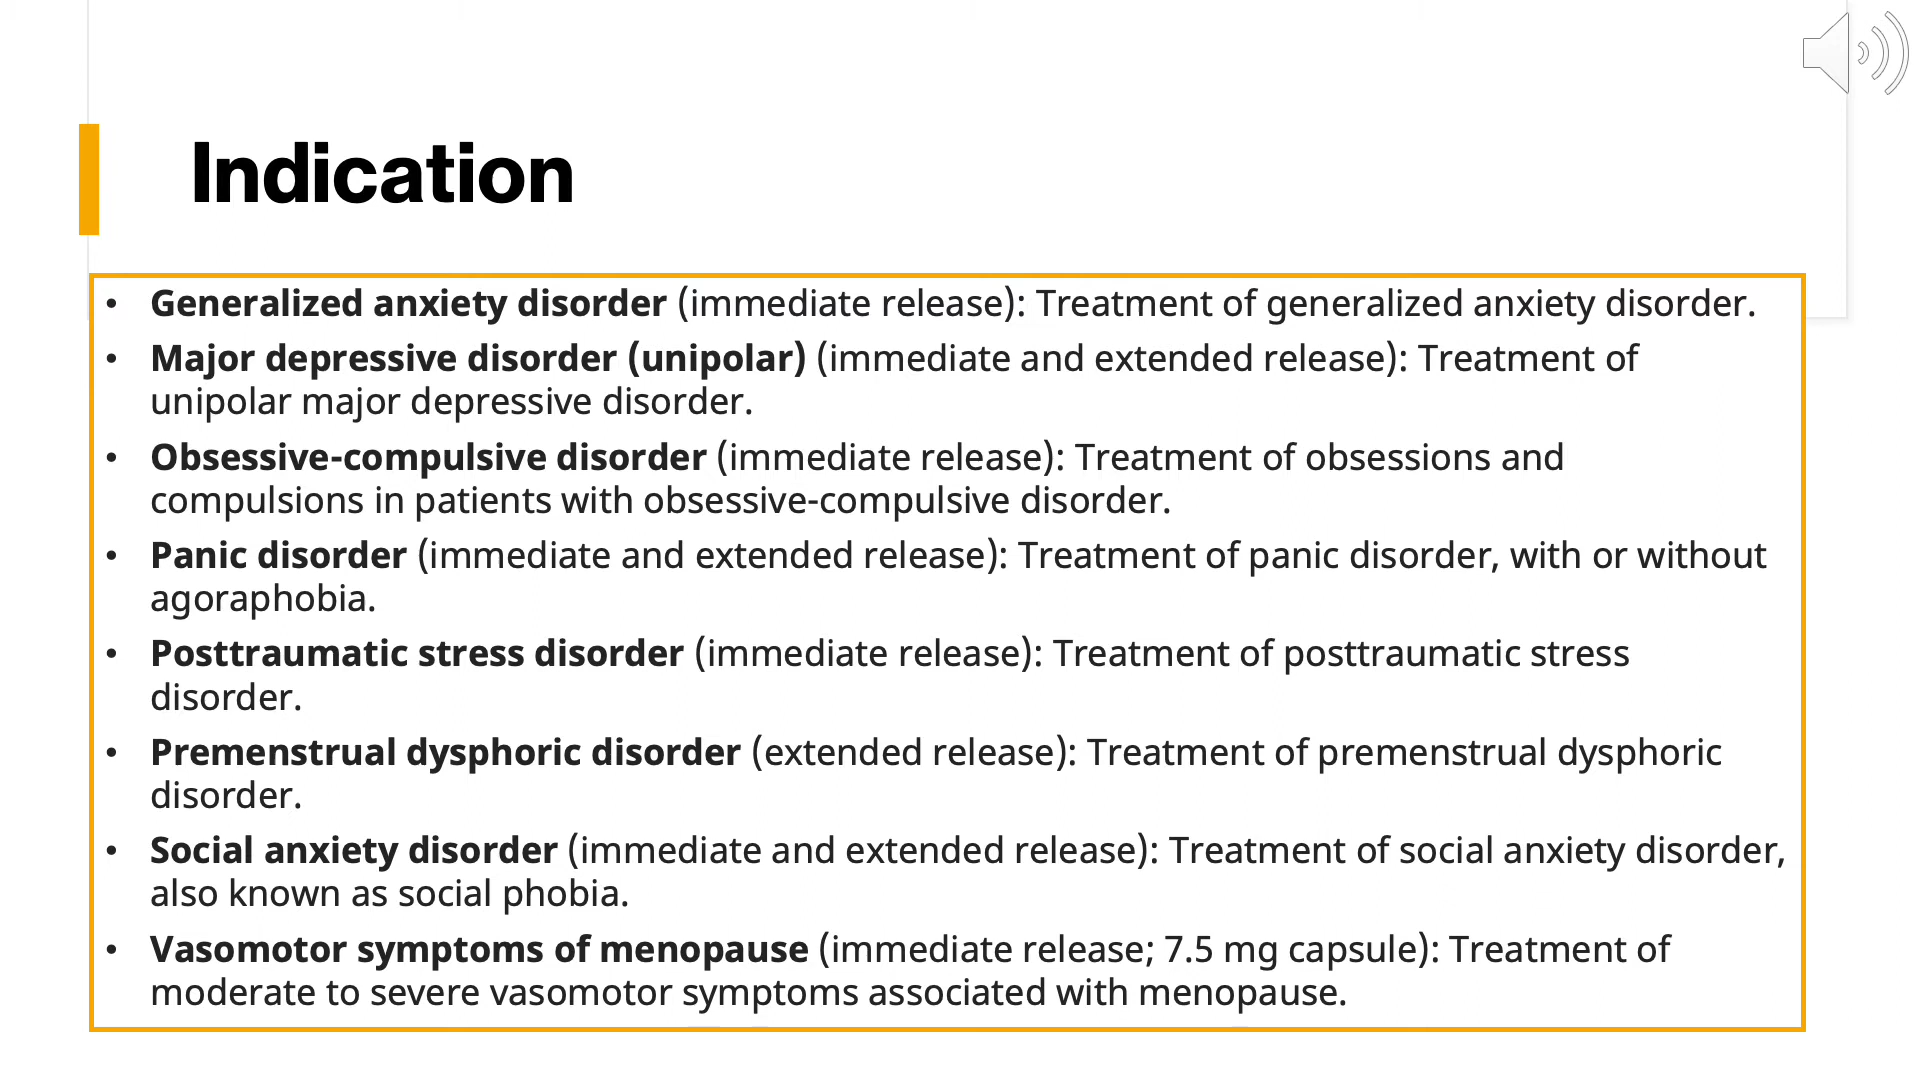 Indication
• Generalized anxiety disorder (immediate release): Treatment of generalized anxiety disorder.
• Major depressive disorder (unipolar) (immediate and extended release): Treatment of
unipolar major depressive disorder.
• Obsessive-compulsive disorder (immediate release): Treatment of obsessions and
compulsions in patients with obsessive-compulsive disorder.
• Panic disorder (immediate and extended release): Treatment of panic disorder, with or without
agoraphobia.
• Posttraumatic stress disorder (immediate release): Treatment of posttraumatic stress
disorder.
• Premenstrual dysphoric disorder (extended release): Treatment of premenstrual dysphoric
disorder.
• Social anxiety disorder (immediate and extended release): Treatment of social anxiety disorder,
also known as social phobia.
• Vasomotor symptoms of menopause (immediate release; 7.5 mg capsule): Treatment of
moderate to severe vasomotor symptoms associated with menopause.